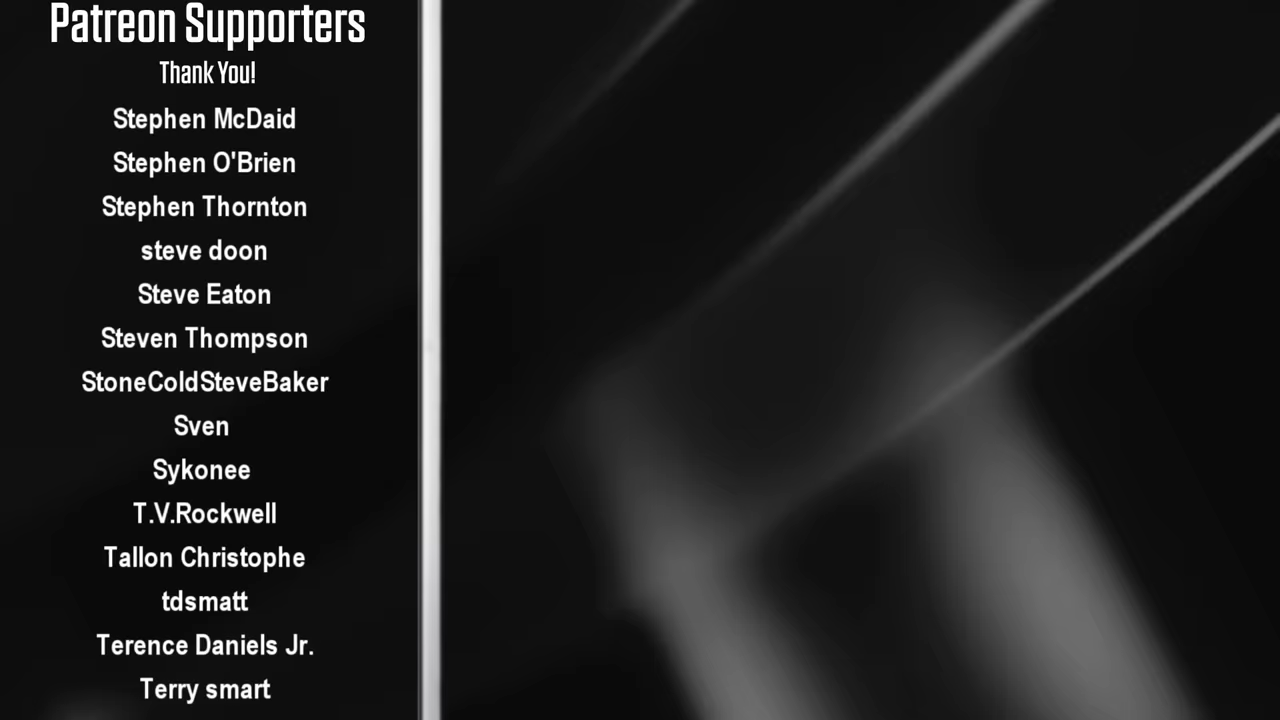 Patreon Supporters
Thank You!
Stephen McDaid
Stephen O'Brien
Stephen Thornton
steve doon
Steve Eaton
Steven Thompson
StoneColdSteveBaker
Sven
Sykonee
T.V.Rockwell
Tallon Christophe
tdsmatt
Terence Daniels Jr.
Terry smart